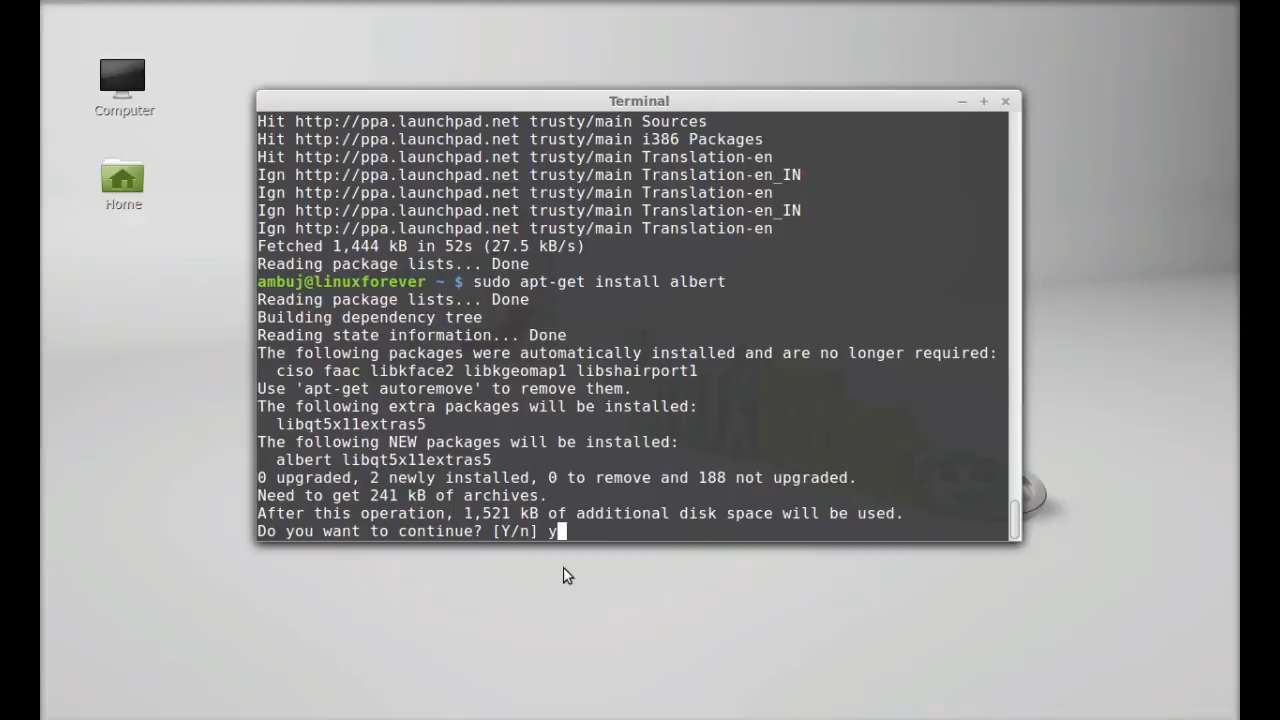 Computer
Home
Terminal
Hit http://ppa.launchpad.net trusty/main Sources
Hit http://ppa.launchpad.net trusty/main i386 Packages
Hit http://ppa.launchpad.net trusty/main Translation-en
Ign http://ppa.launchpad.net trusty/main Translation-en_IN
Ign http://ppa.launchpad.net trusty/main Translation-en
Ign http://ppa.launchpad.net trusty/main Translation-en_IN
Ign http://ppa.launchpad.net trusty/main Translation-en
Fetched 1,444 kB in 52s (27.5 kB/s)
Reading package lists... Done
ambuj@linuxforever ~ $ sudo apt-get install albert
Reading package lists... Done
Building dependency tree
Reading state information... Done
The following packages were automatically installed and are no longer required:
ciso faac libkface2 libkgeomap1 libshairport1
Use 'apt-get autoremove' to remove them.
The following extra packages will be installed:
libqt5x11extras5
The following NEW packages will be installed:
albert libqt5x11extras5
0 upgraded, 2 newly installed, 0 to remove and 188 not upgraded.
Need to get 241 kB of archives.
After this operation, 1,521 kB of additional disk space will be used.
Do you want to continue? [Y/n] y